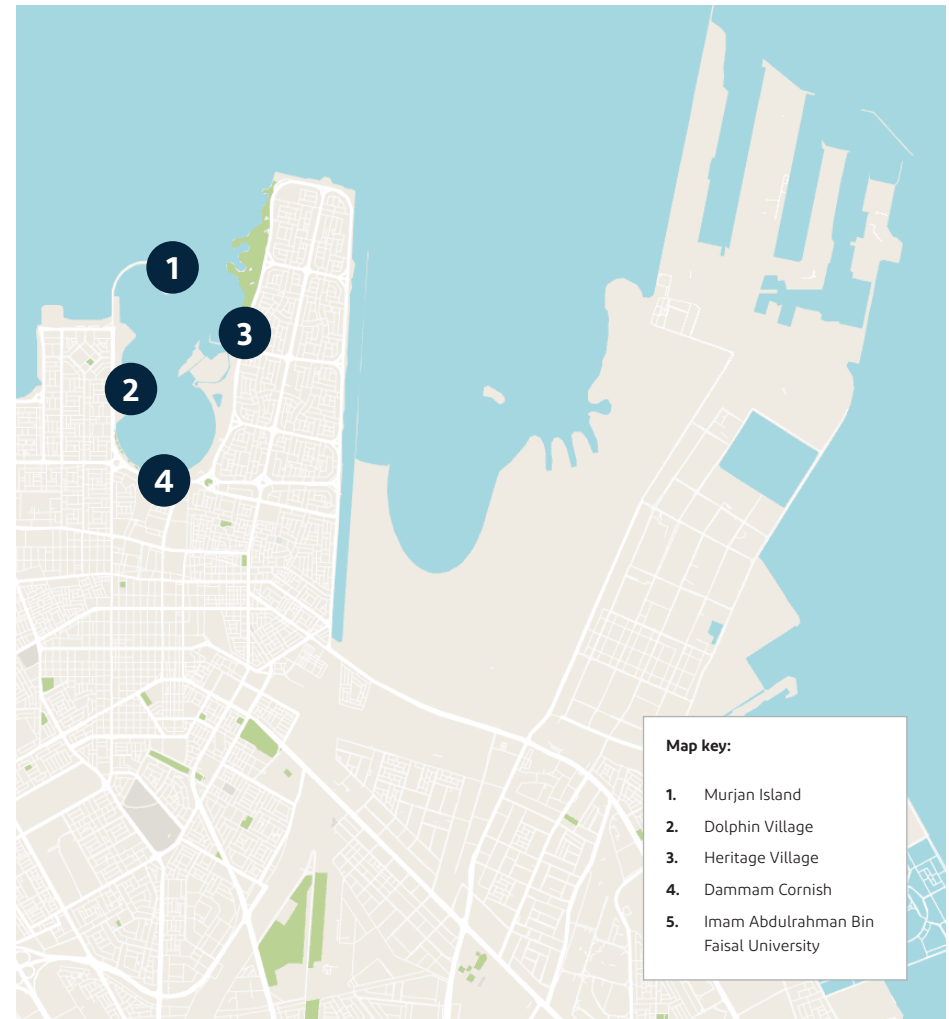 1
3
2
4
Map key:
1. Murjan Island
2. Dolphin Village
3. Heritage Village
4. Dammam Cornish
5. Imam Abdulrahman Bin
Faisal University